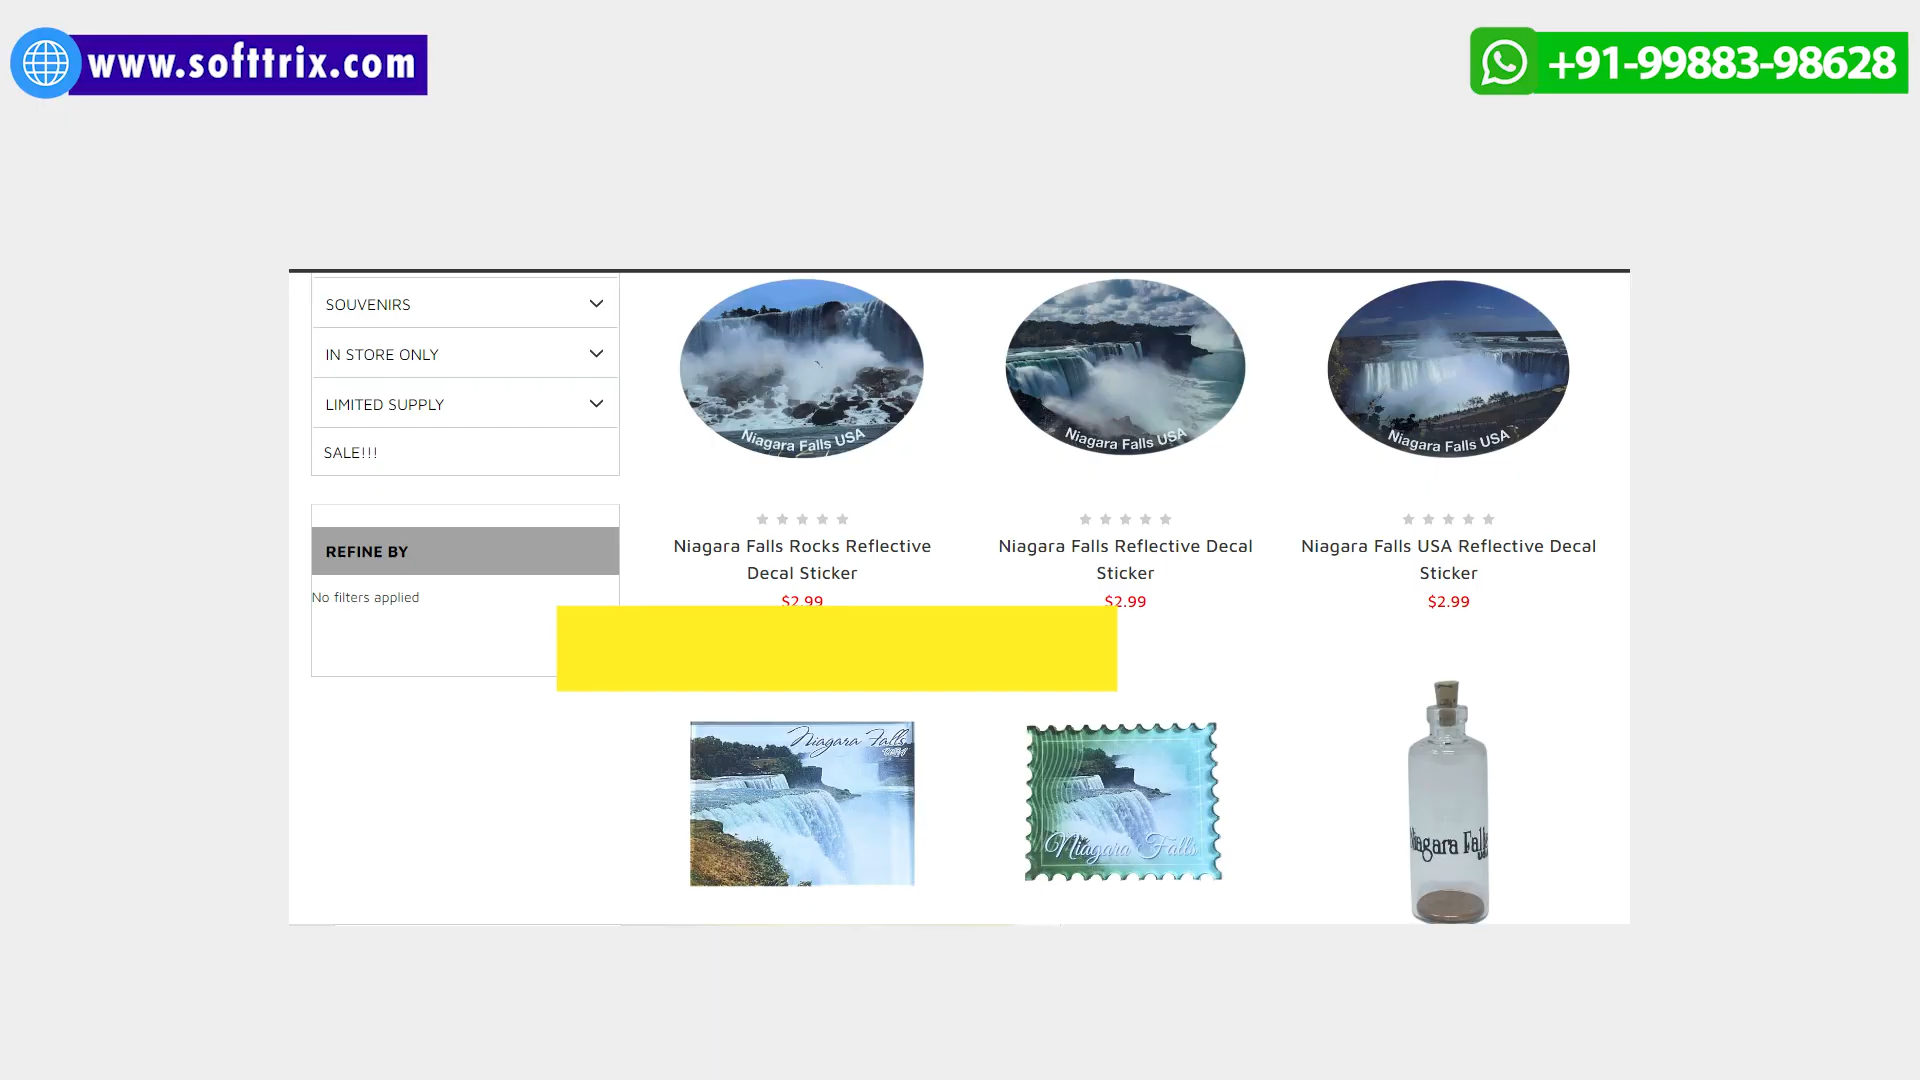 www.softtrix.com
+91-99883-98628
SOUVENIRS
IN STORE ONLY
LIMITED SUPPLY
SALE!!!
REFINE BY
No filters applied
Niagara Falls USA
Niagara Falls USA
Niagara Falls USA
Niagara Falls Rocks Reflective
Decal Sticker
$2.99
Niagara Falls Reflective Decal
Sticker
$2.99
Niagara Falls USA Reflective Decal
Sticker
$2.99
Niagara Falls
Niagara Falls
Niagara Falls